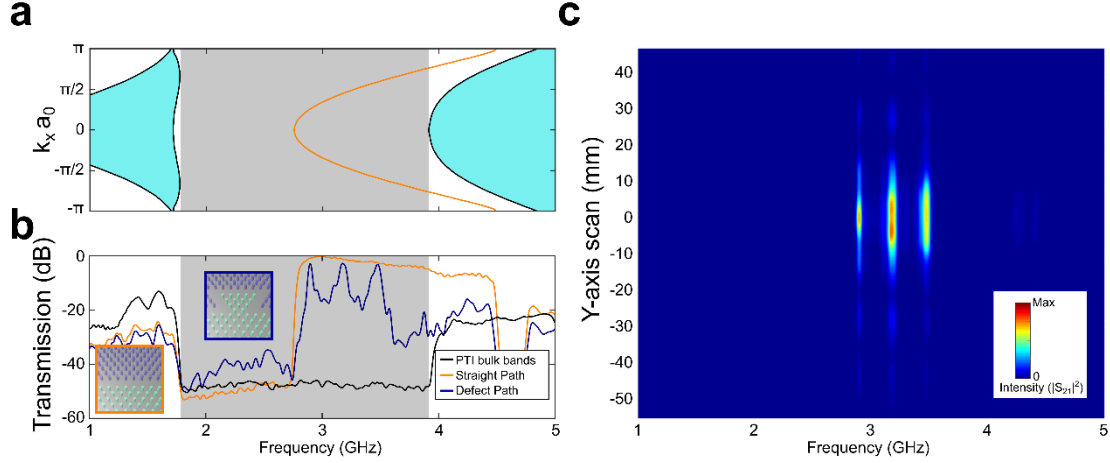 a
π
π/2
0
-π/2
-π
kₓ a₀
b
0
-20
-40
-60
Transmission (dB)
PTI bulk bands
Straight Path
Defect Path
1
2
3
4
5
Frequency (GHz)
c
40
30
20
10
0
-10
-20
-30
-40
-50
Y-axis scan (mm)
Max
0
Intensity (|S₂₁|²)
1
2
3
4
5
Frequency (GHz)